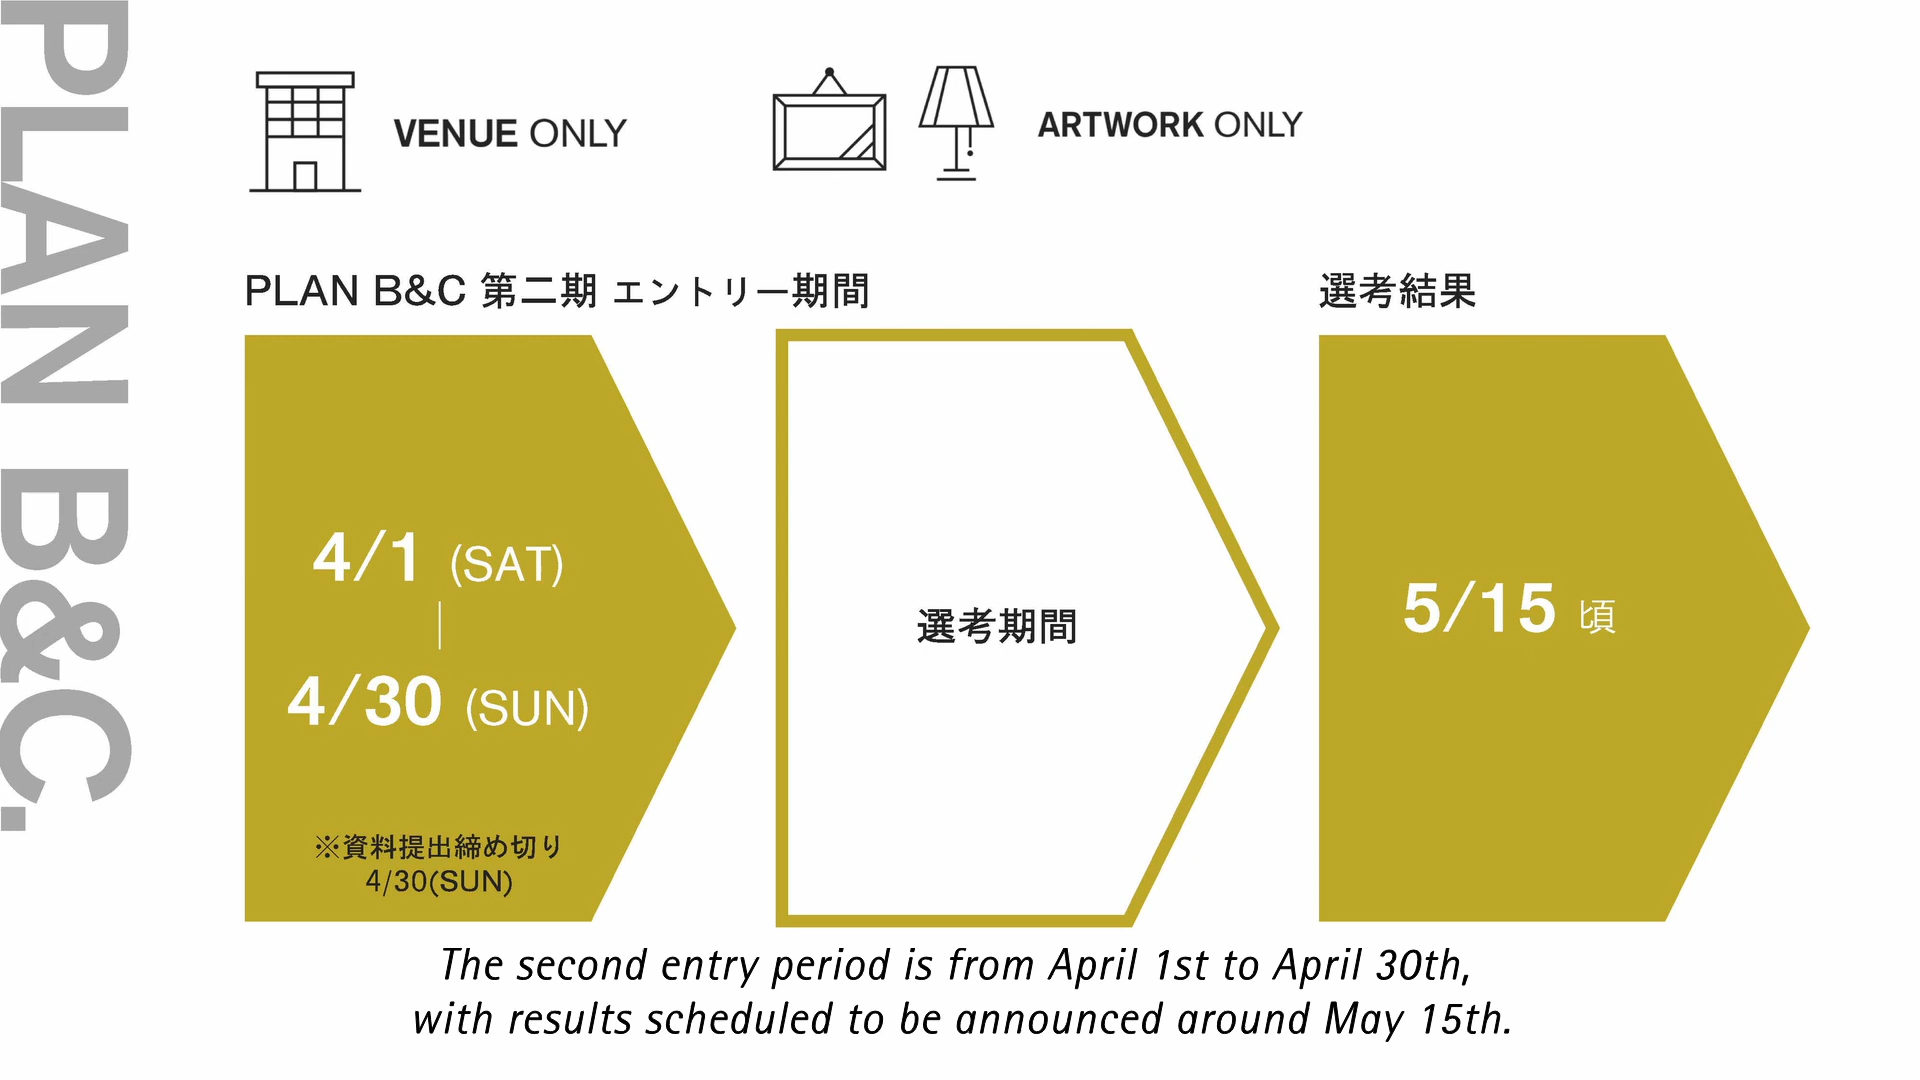 PLAN B&C.
VENUE ONLY
ARTWORK ONLY
PLAN B&C 第二期 エントリー期間
選考結果
4/1 (SAT)
|
4/30 (SUN)
※資料提出締め切り
4/30(SUN)
選考期間
5/15 頃
The second entry period is from April 1st to April 30th,
with results scheduled to be announced around May 15th.